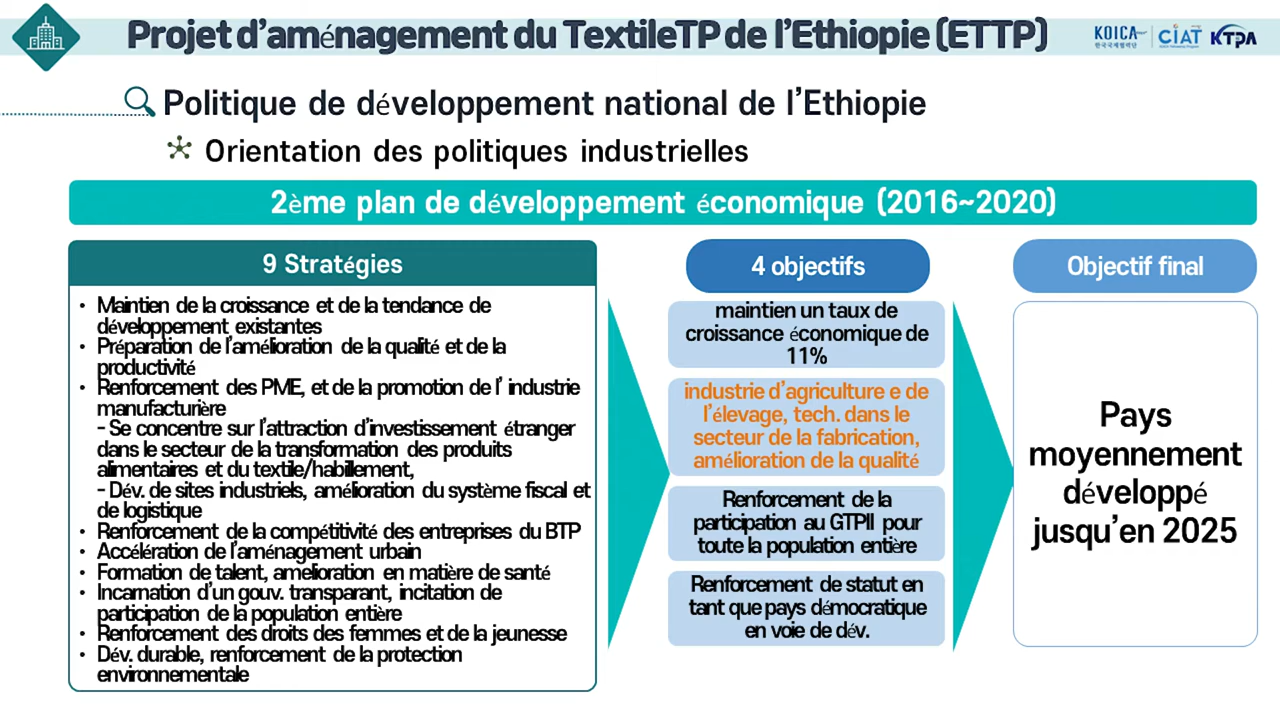 Projet d'aménagement du TextileTP de l'Ethiopie (ETTP)
KOICA
한국국제협력단
CIAT
KTPA
Politique de développement national de l'Ethiopie
Orientation des politiques industrielles
2ème plan de développement économique (2016~2020)
9 Stratégies
• Maintien de la croissance et de la tendance de
développement existantes
• Préparation de l'amélioration de la qualité et de la
productivité
• Renforcement des PME, et de la promotion de l' industrie
manufacturière
- Se concentre sur l'attraction d'investissement étranger
dans le secteur de la transformation des produits
alimentaires et du textile/habillement,
- Dév. de sites industriels, amélioration du système fiscal et
de logistique
• Renforcement de la compétitivité des entreprises du BTP
• Accélération de l'aménagement urbain
• Formation de talent, amelioration en matière de santé
• Incarnation d'un gouv. transparant, incitation de
participation de la population entière
• Renforcement des droits des femmes et de la jeunesse
• Dév. durable, renforcement de la protection
environnementale
4 objectifs
maintien un taux de
croissance économique de
11%
industrie d'agriculture e de
l'élevage, tech. dans le
secteur de la fabrication,
amélioration de la qualité
Renforcement de la
participation au GTPII pour
toute la population entière
Renforcement de statut en
tant que pays démocratique
en voie de dév.
Objectif final
Pays
moyennement
développé
jusqu'en 2025